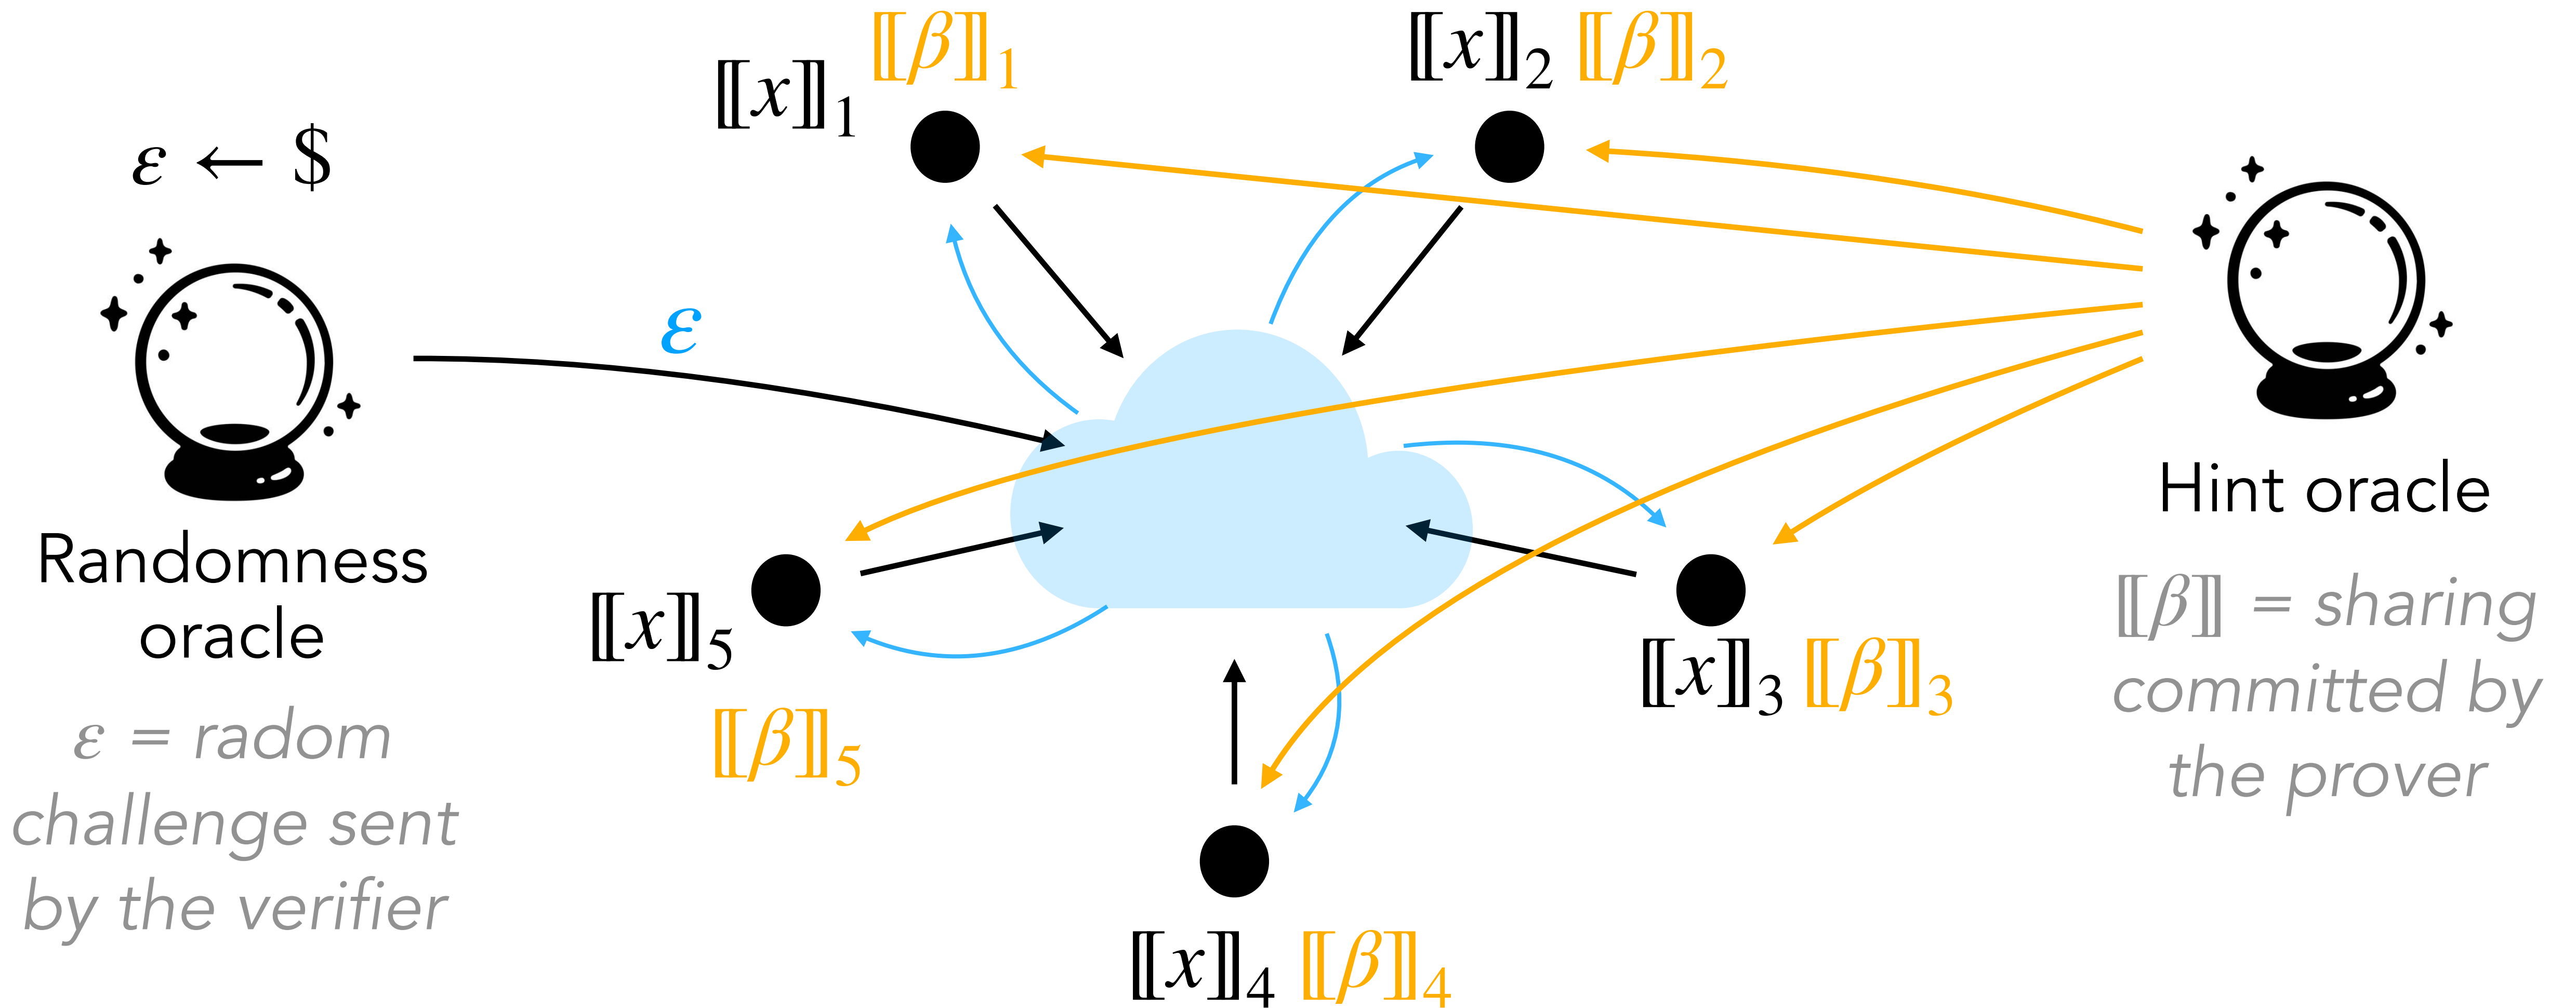 ⟦x⟧₁ ⟦β⟧₁
⟦x⟧₂ ⟦β⟧₂
ε ← $
ε
Randomness
oracle
ε = radom
challenge sent
by the verifier
Hint oracle
⟦β⟧ = sharing
committed by
the prover
⟦x⟧₅
⟦β⟧₅
⟦x⟧₃ ⟦β⟧₃
⟦x⟧₄ ⟦β⟧₄